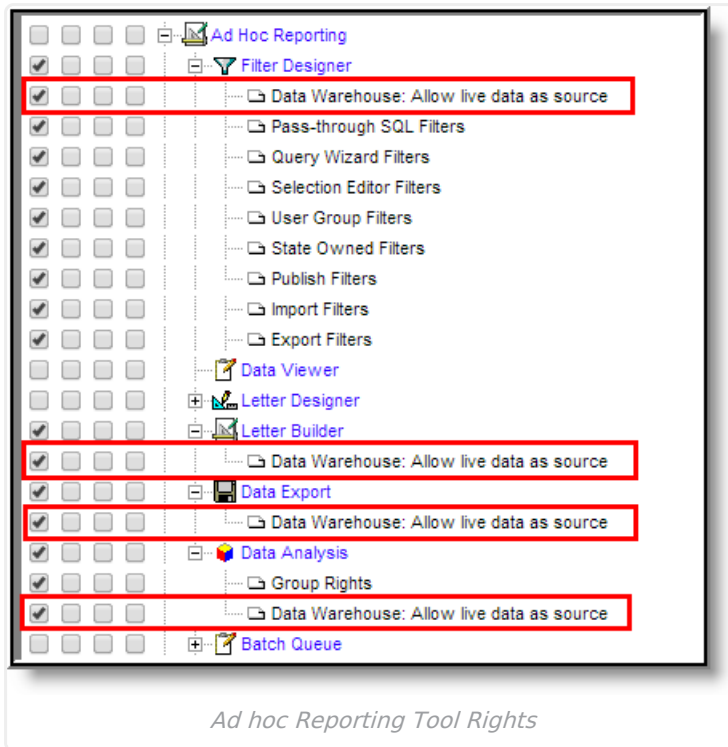 Ad Hoc Reporting
Filter Designer
Data Warehouse: Allow live data as source
Pass-through SQL Filters
Query Wizard Filters
Selection Editor Filters
User Group Filters
State Owned Filters
Publish Filters
Import Filters
Export Filters
Data Viewer
Letter Designer
Letter Builder
Data Warehouse: Allow live data as source
Data Export
Data Warehouse: Allow live data as source
Data Analysis
Group Rights
Data Warehouse: Allow live data as source
Batch Queue
Ad hoc Reporting Tool Rights